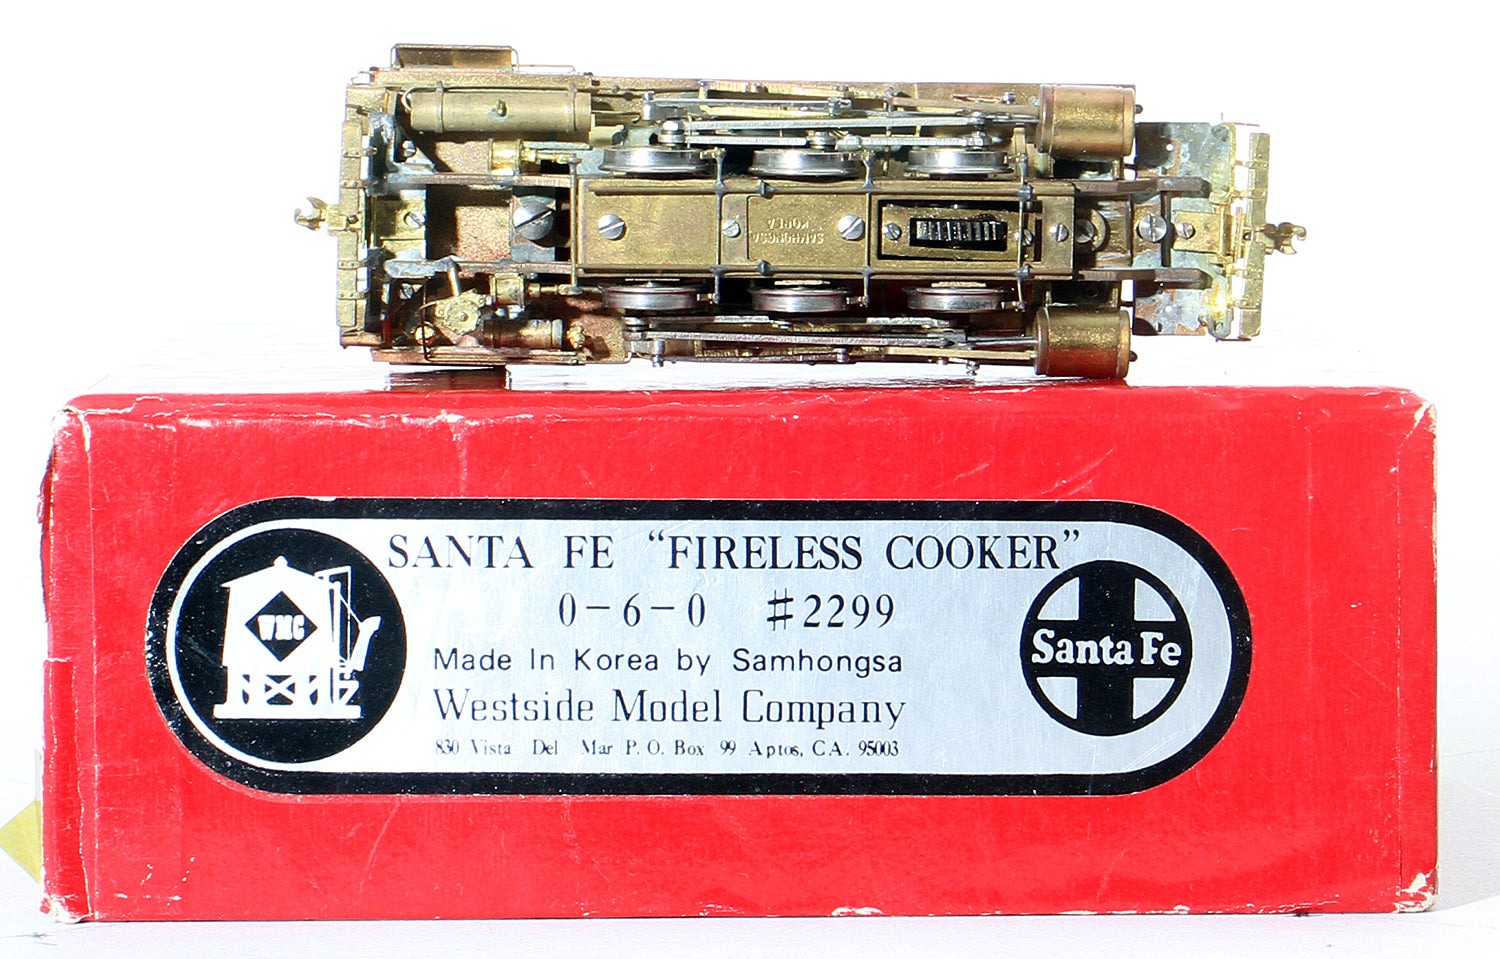 SAMHONGSA
KOREA
SANTA FE “FIRELESS COOKER”
0-6-0 #2299
Made In Korea by Samhongsa
Westside Model Company
830 Vista Del Mar P. O. Box 99 Aptos, CA. 95003
WMC
Santa Fe